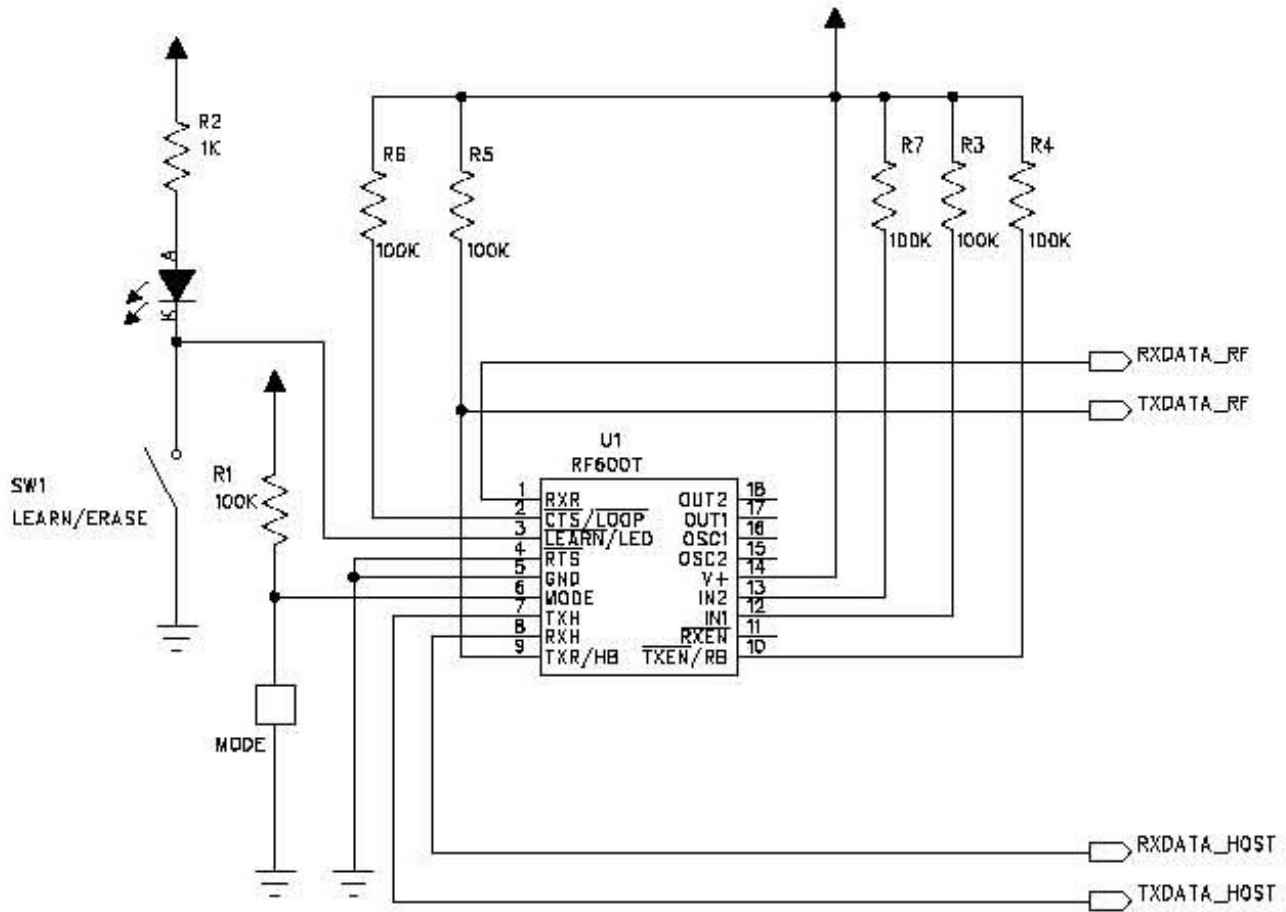 R2
1K
A
K
SW1
LEARN/ERASE
R1
100K
MODE
R6
100K
R5
100K
R7
100K
R3
100K
R4
100K
RXDATA_RF
TXDATA_RF
U1
RF600T
1 RXR
2 CTS/LOOP
3 LEARN/LED
4 RTS
5 GND
6 MODE
7 TXH
8 RXH
9 TXR/HB
OUT2 18
OUT1 17
OSC1 16
OSC2 15
V+ 14
IN2 13
IN1 12
RXEN 11
TXEN/RB 10
RXDATA_HOST
TXDATA_HOST